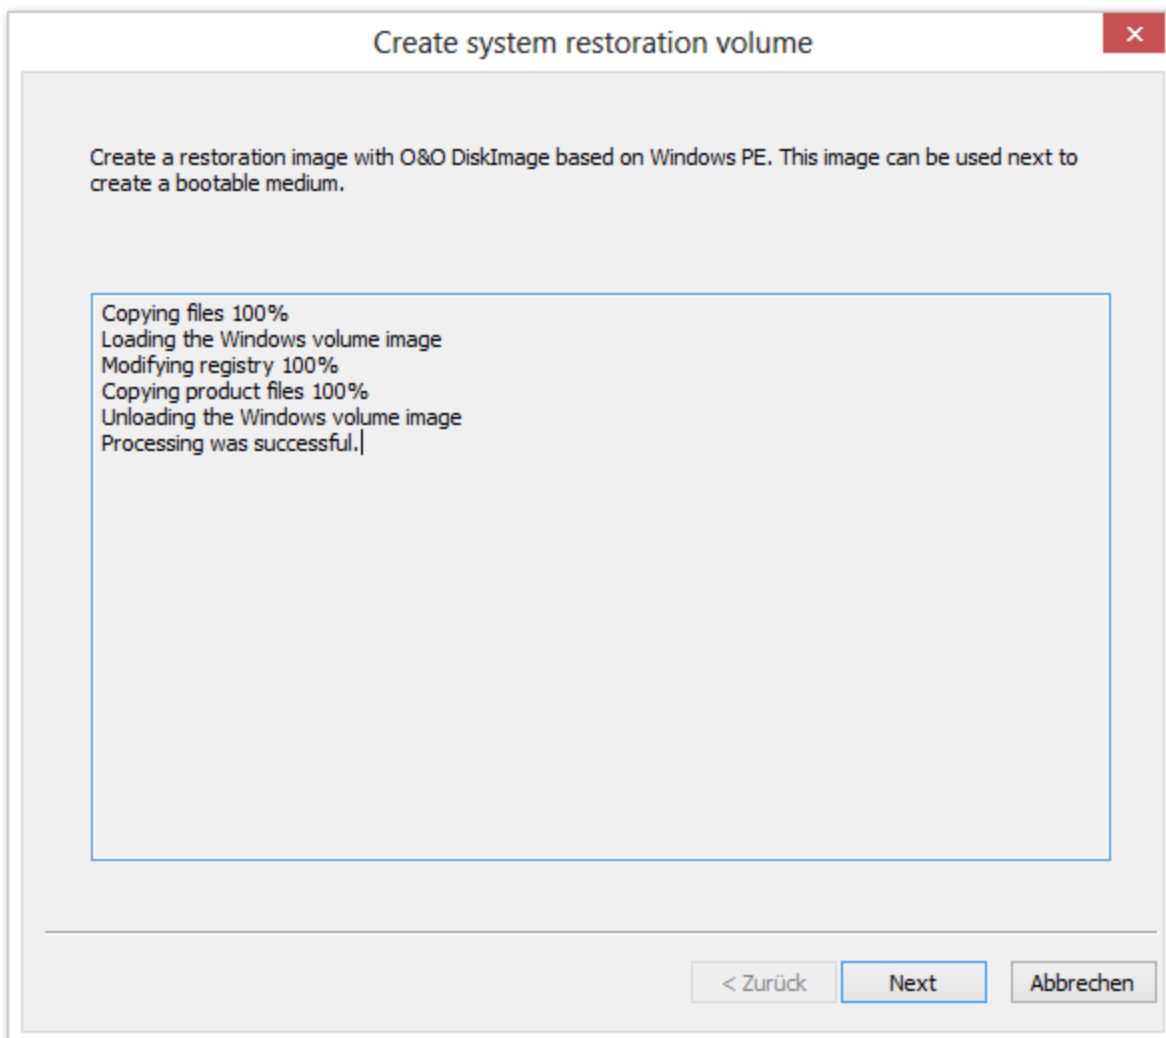 Create system restoration volume
Create a restoration image with O&O DiskImage based on Windows PE. This image can be used next to
create a bootable medium.
Copying files 100%
Loading the Windows volume image
Modifying registry 100%
Copying product files 100%
Unloading the Windows volume image
Processing was successful.
< Zurück Next Abbrechen